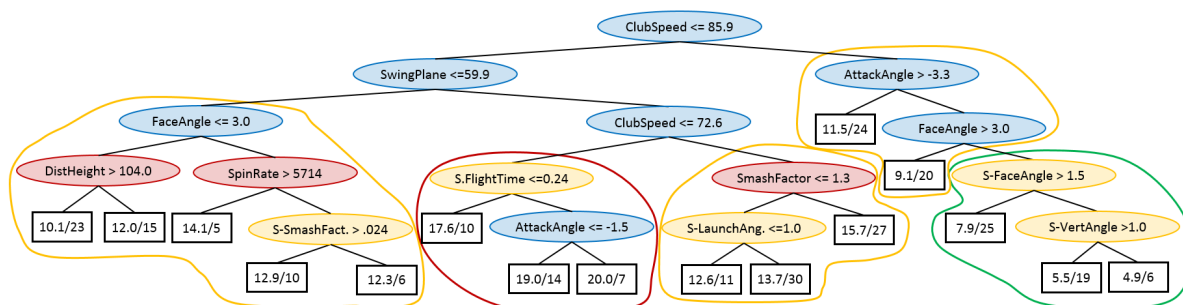 ClubSpeed <= 85.9
SwingPlane <=59.9
AttackAngle > -3.3
FaceAngle <= 3.0
ClubSpeed <= 72.6
11.5/24
FaceAngle > 3.0
DistHeight > 104.0
SpinRate > 5714
S.FlightTime <=0.24
SmashFactor <= 1.3
9.1/20
S-FaceAngle > 1.5
10.1/23
12.0/15
14.1/5
S-SmashFact. > .024
17.6/10
AttackAngle <= -1.5
S-LaunchAng. <=1.0
15.7/27
7.9/25
S-VertAngle >1.0
12.9/10
12.3/6
19.0/14
20.0/7
12.6/11
13.7/30
5.5/19
4.9/6